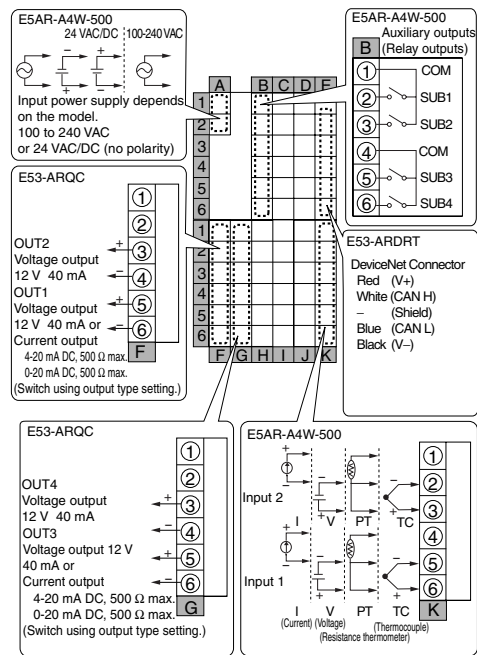 E5AR-A4W-500
24 VAC/DC
100-240 VAC
− +
+ −
Input power supply depends
on the model.
100 to 240 VAC
or 24 VAC/DC (no polarity)
A B C D E
1
2
3
4
5
6
1
2
3
4
5
6
F G H I J K
E5AR-A4W-500
Auxiliary outputs
(Relay outputs)
B
1 COM
2 SUB1
3 SUB2
4 COM
5 SUB3
6 SUB4
E53-ARQC
1
2
OUT2
Voltage output
12 V 40 mA
+ 3
− 4
OUT1
Voltage output
12 V 40 mA or
Current output
+ 5
− 6
4-20 mA DC, 500 Ω max.
0-20 mA DC, 500 Ω max.
(Switch using output type setting.)
F
E53-ARDRT
DeviceNet Connector
Red (V+)
White (CAN H)
– (Shield)
Blue (CAN L)
Black (V–)
E53-ARQC
1
2
OUT4
Voltage output
12 V 40 mA
+ 3
− 4
OUT3
Voltage output 12 V
40 mA or
Current output
+ 5
− 6
4-20 mA DC, 500 Ω max.
0-20 mA DC, 500 Ω max.
(Switch using output type setting.)
G
E5AR-A4W-500
1
2
3
4
5
6
Input 2
+ − − + − +
I V PT TC
Input 1
+ − − + − +
I V PT TC
(Current) (Voltage) (Thermocouple)
(Resistance thermometer)
K